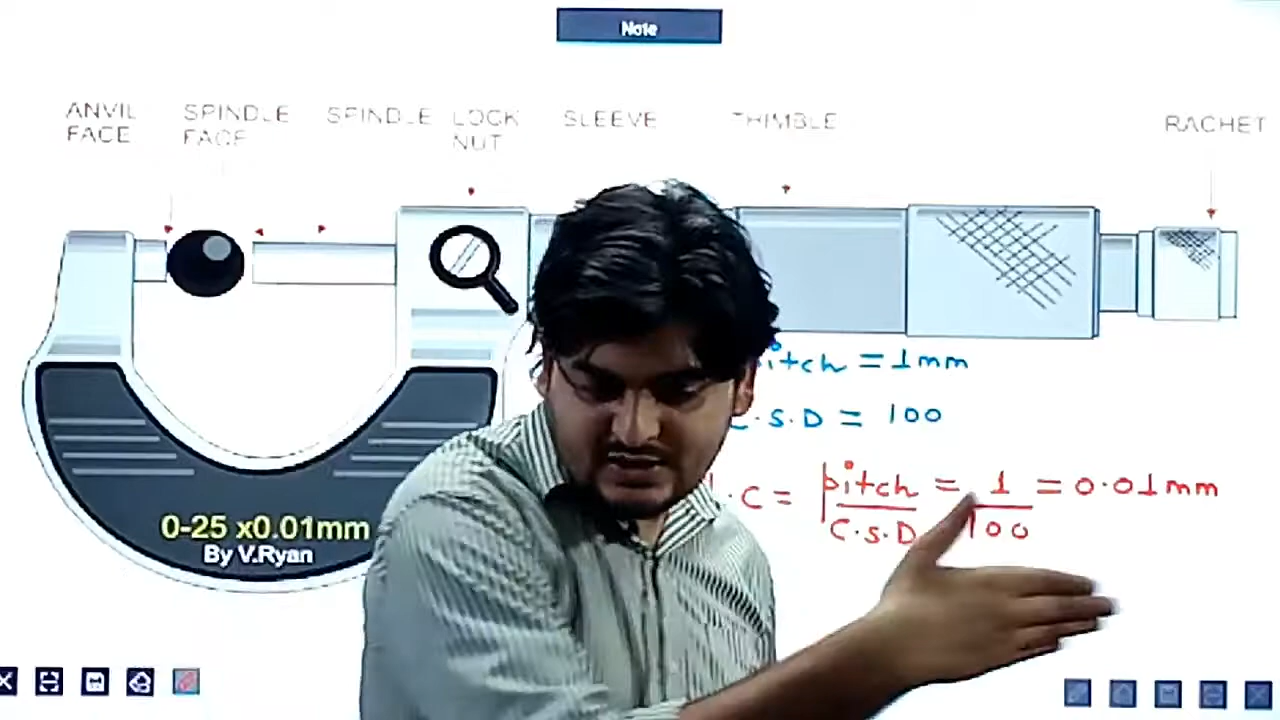 Note
ANVIL FACE
SPINDLE FACE
SPINDLE
LOCK NUT
SLEEVE
THIMBLE
RACHET
pitch = 1mm
C.S.D = 100
.C = pitch / C.S.D = 1 / 100 = 0.01mm
0-25 x0.01mm
By V.Ryan